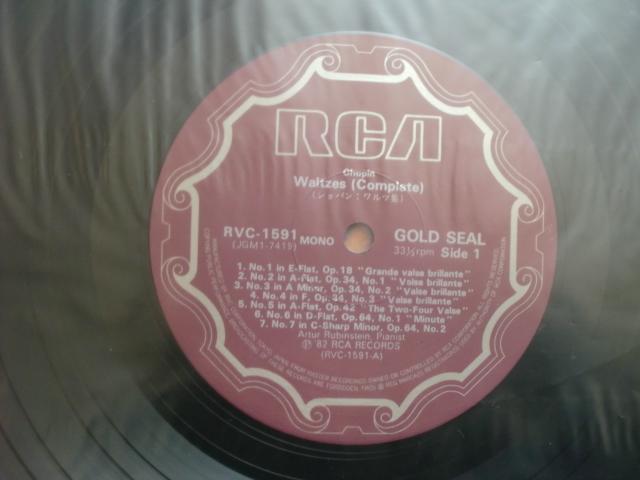 RCA
Chopin
Waltzes (Complete)
(ショパン:ワルツ集)
RVC-1591
(JGM1-7419)
MONO
GOLD SEAL
33⅓rpm Side 1
1. No.1 in E-Flat, Op.18 "Grande valse brillante"
2. No.2 in A-Flat, Op.34, No.1 "Valse brillante"
3. No.3 in A Minor, Op.34, No.2 "Valse brillante"
4. No.4 in F, Op.34, No.3 "Valse brillante"
5. No.5 in A-Flat, Op.42 "The Two-Four Valse"
6. No.6 in D-Flat, Op.64, No.1 "Minute"
7. No.7 in C-Sharp Minor, Op.64, No.2
Artur Rubinstein, Pianist
Ⓟ '82 RCA RECORDS
(RVC-1591-A)